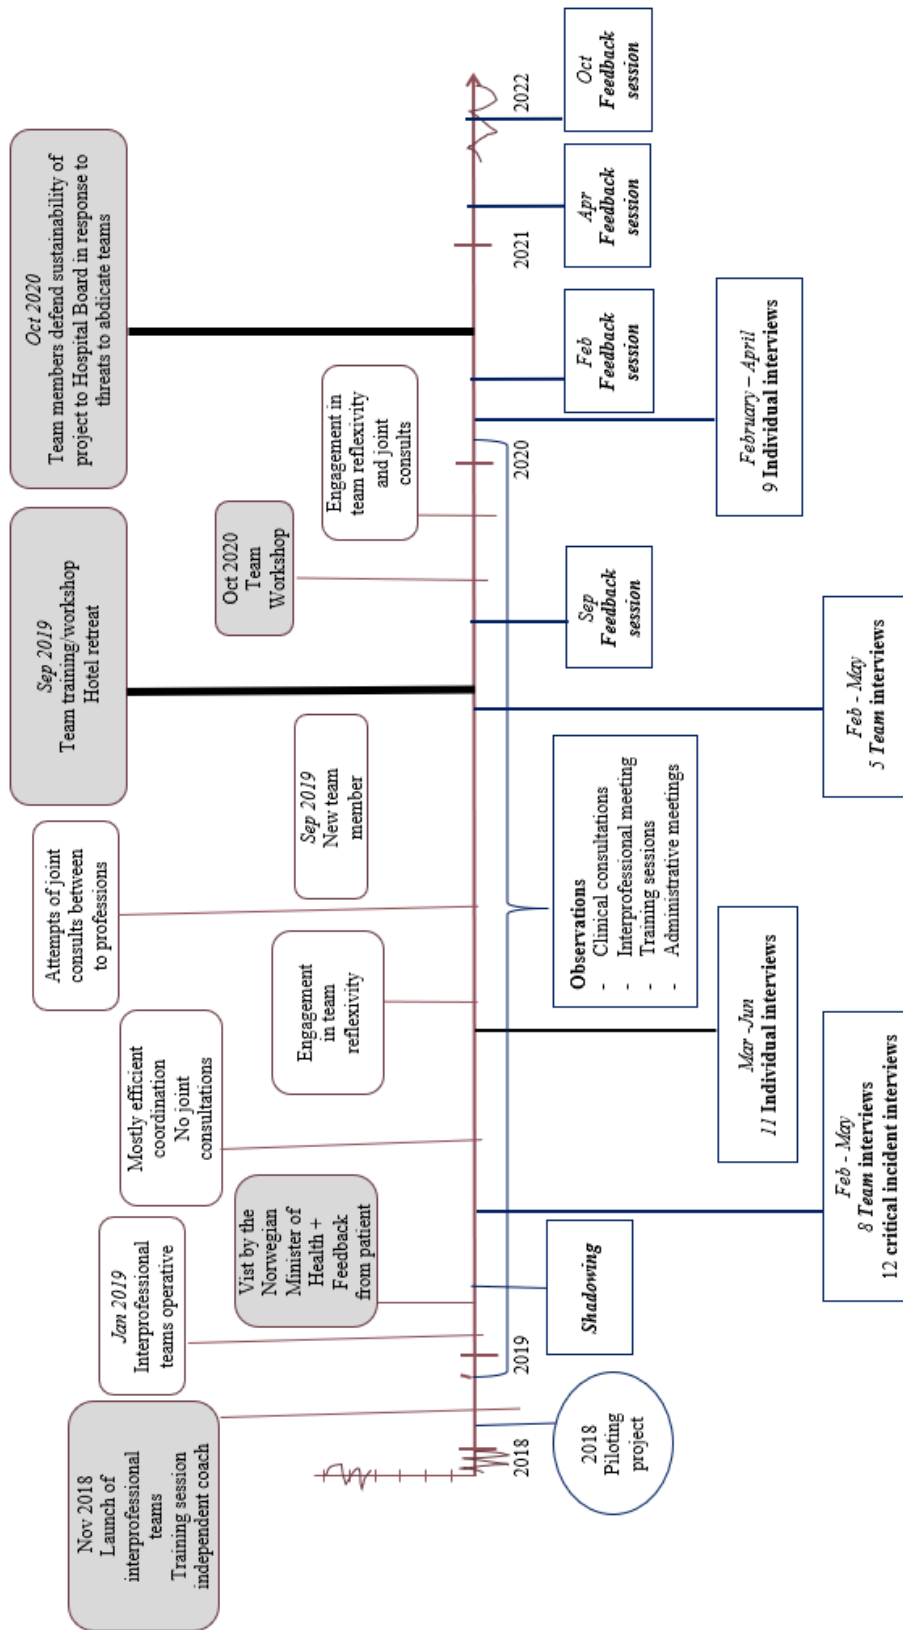 Nov 2018
Launch of
interprofessional
teams
Training session
independent coach
Jan 2019
Interprofessional
teams operative
Vist by the
Norwegian
Minister of
Health +
Feedback
from patient
Mostly efficient
coordination
No joint
consultations
Engagement
in team
reflexivity
Attempts of joint
consults between
to professions
Sep 2019
New team
member
Sep 2019
Team training/workshop
Hotel retreat
Oct 2020
Team
Workshop
Engagement in
team reflexivity
and joint
consults
Oct 2020
Team members defend sustainability of
project to Hospital Board in response to
threats to abdicate teams
2018
2019
2020
2021
2022
2018
Piloting
project
Shadowing
Feb - May
8 Team interviews
12 critical incident interviews
Mar -Jun
11 Individual interviews
Observations
- Clinical consultations
- Interprofessional meeting
- Training sessions
- Administrative meetings
Feb - May
5 Team interviews
Sep
Feedback
session
February – April
9 Individual interviews
Feb
Feedback
session
Apr
Feedback
session
Oct
Feedback
session